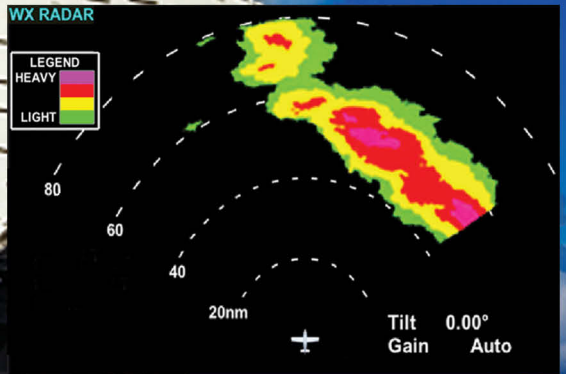 WX RADAR
LEGEND
HEAVY
LIGHT
80
60
40
20nm
Tilt 0.00°
Gain Auto